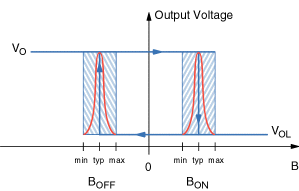 Output Voltage
VO
VOL
min typ max 0 min typ max B
BOFF BON